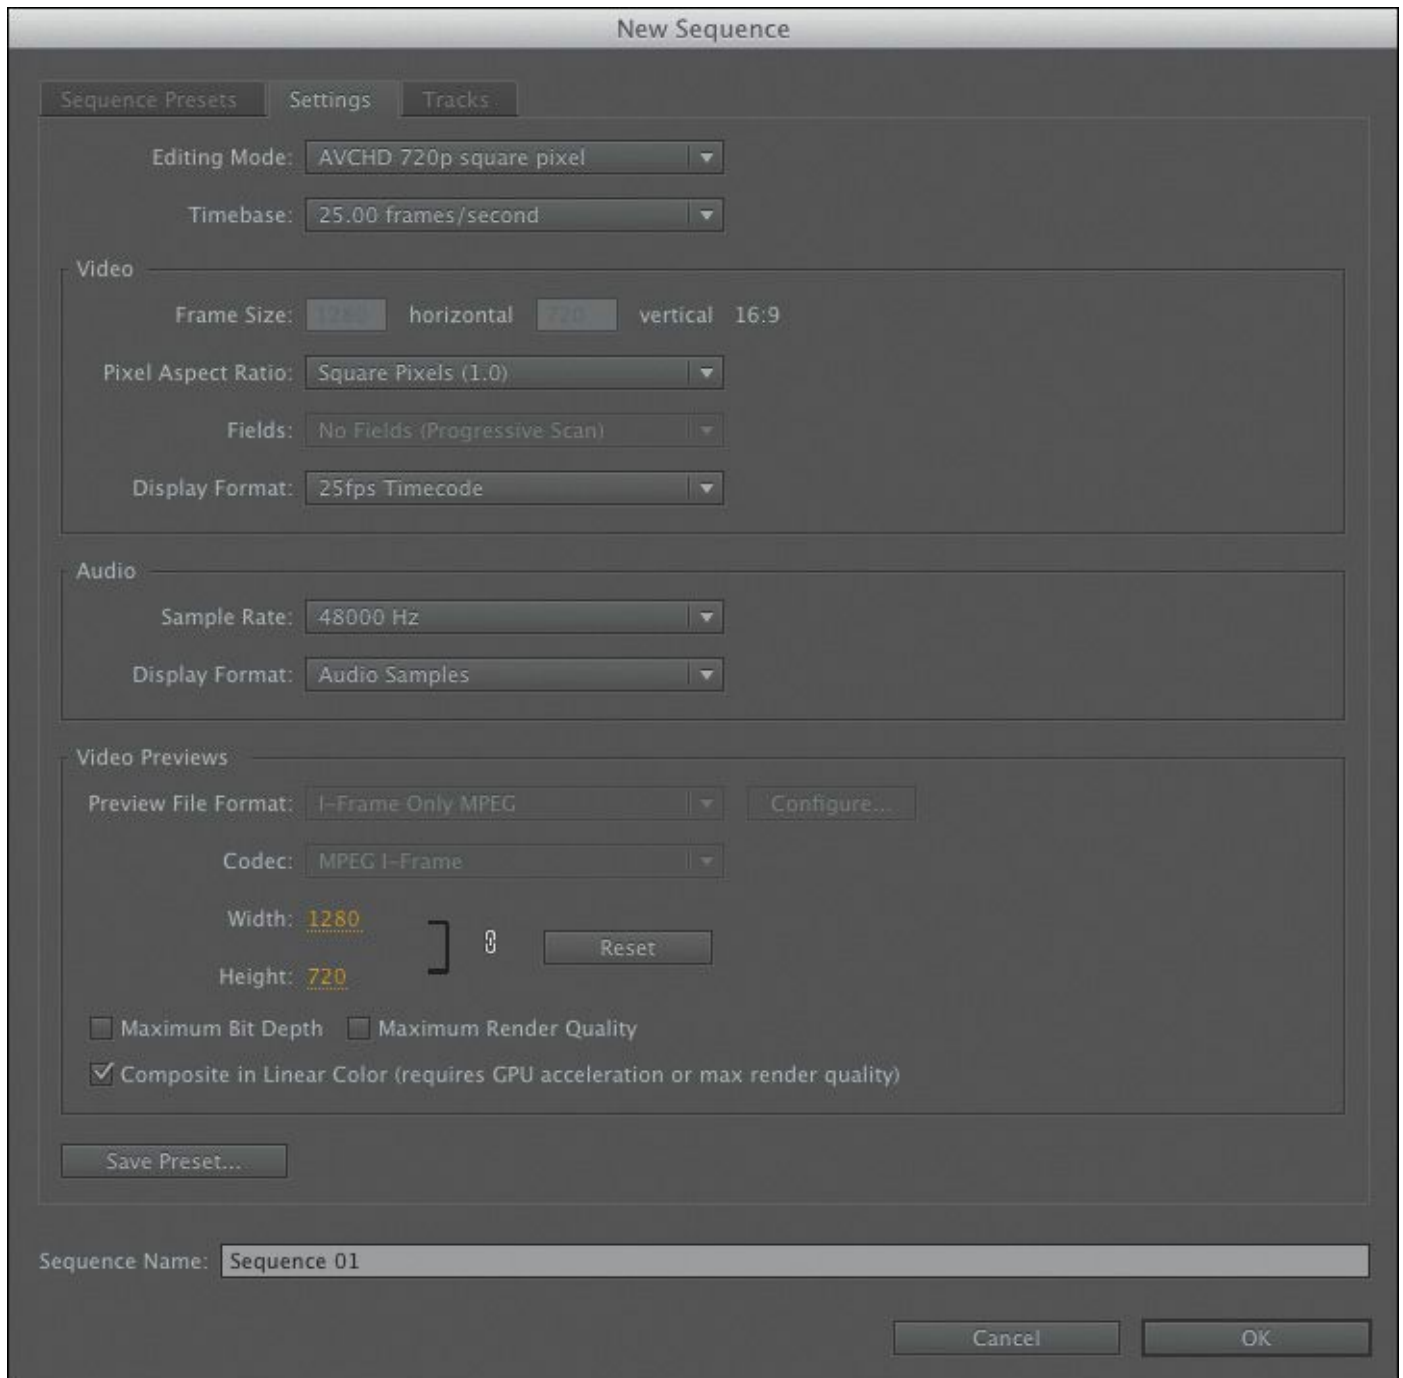 New Sequence
Sequence Presets Settings Tracks
Editing Mode: AVCHD 720p square pixel
Timebase: 25.00 frames/second
Video
Frame Size: 1280 horizontal 720 vertical 16:9
Pixel Aspect Ratio: Square Pixels (1.0)
Fields: No Fields (Progressive Scan)
Display Format: 25fps Timecode
Audio
Sample Rate: 48000 Hz
Display Format: Audio Samples
Video Previews
Preview File Format: I-Frame Only MPEG Configure...
Codec: MPEG I-Frame
Width: 1280
Reset
Height: 720
Maximum Bit Depth Maximum Render Quality
Composite in Linear Color (requires GPU acceleration or max render quality)
Save Preset...
Sequence Name: Sequence 01
Cancel OK